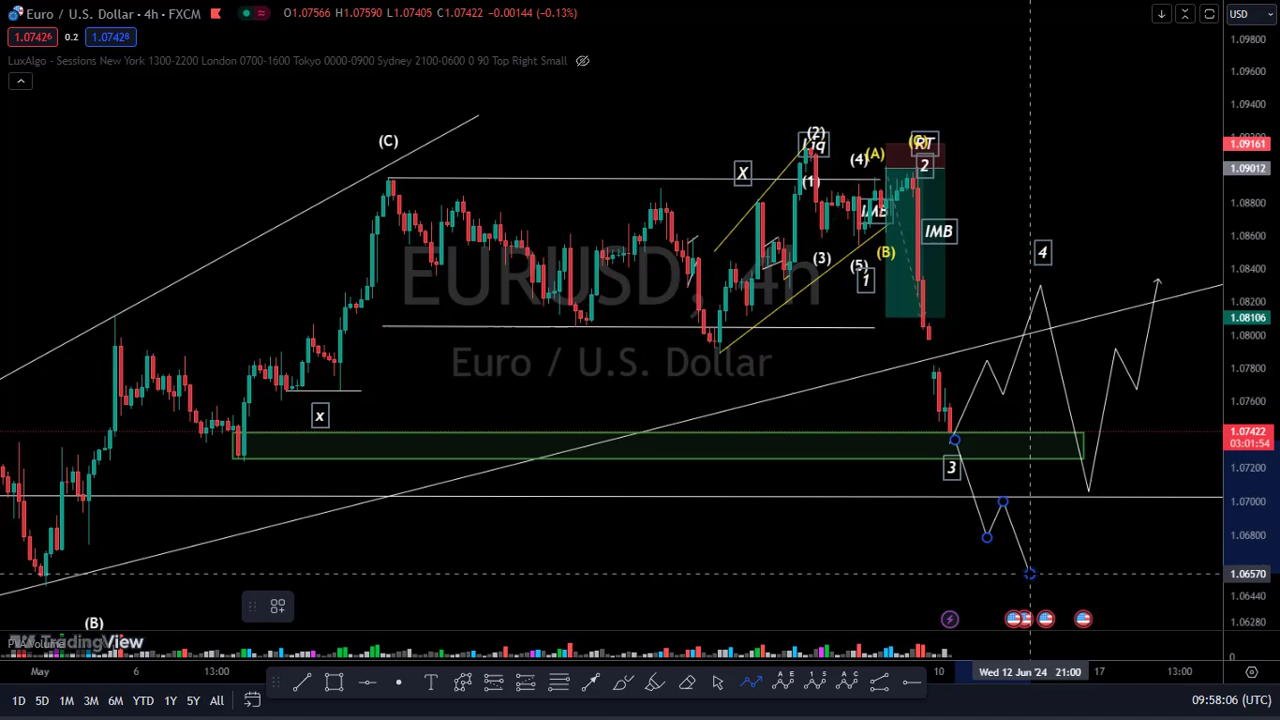 Euro / U.S. Dollar • 4h • FXCM O1.07566 H1.07590 L1.07405 C1.07422 −0.00144 (−0.13%)
1.07426 0.2 1.07428
LuxAlgo - Sessions New York 1300-2200 London 0700-1600 Tokyo 0000-0900 Sydney 2100-0600 0 90 Top Right Small
USD
1.09800
1.09600
1.09400
1.09161
1.09012
1.08800
1.08600
1.08400
1.08200
1.08106
1.08000
1.07800
1.07600
1.07422
03:01:54
1.07200
1.07000
1.06800
1.06570
1.06440
1.06280
0
(C)
(2)
Liq
X
(1)
(4)
(A)
RT
2
IMB
IMB
(3)
(B)
(5)
1
4
EURUSD, 4h
Euro / U.S. Dollar
x
3
(B)
TradingView
May 6 13:00 10 Wed 12 Jun '24 21:00 17 13:00
1D 5D 1M 3M 6M YTD 1Y 5Y All
09:58:06 (UTC)